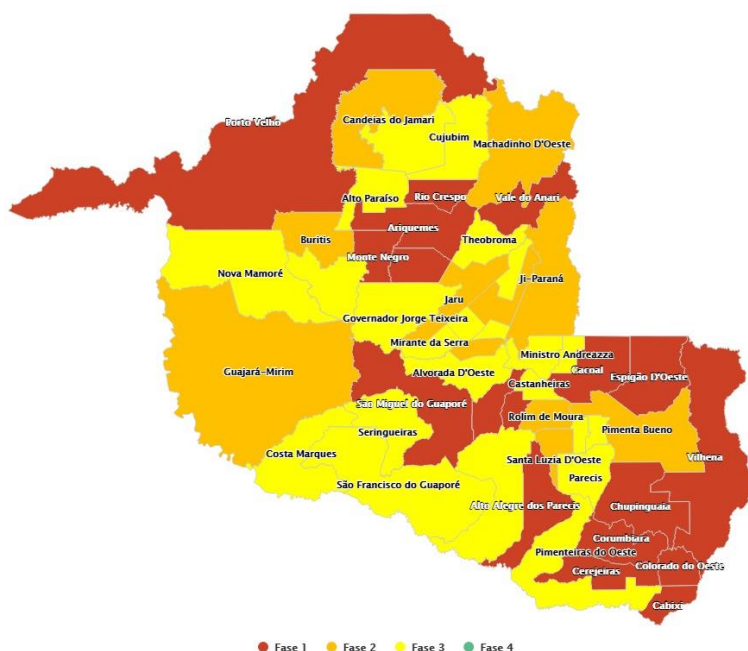 Porto Velho
Candeias do Jamari
Cujubim
Machadinho D'Oeste
Alto Paraíso
Rio Crespo
Vale do Anari
Ariquemes
Buritis
Theobroma
Monte Negro
Nova Mamoré
Ji-Paraná
Jaru
Governador Jorge Teixeira
Mirante da Serra
Ministro Andreazza
Guajará-Mirim
Alvorada D'Oeste
Cacoal
Espigão D'Oeste
Castanheiras
São Miguel do Guaporé
Rolim de Moura
Seringueiras
Pimenta Bueno
Costa Marques
Santa Luzia D'Oeste
Vilhena
São Francisco do Guaporé
Parecis
Alto Alegre dos Parecis
Chupinguaia
Corumbiara
Pimenteiras do Oeste
Colorado do Oeste
Cerejeiras
Cabixi
Fase 1 Fase 2 Fase 3 Fase 4